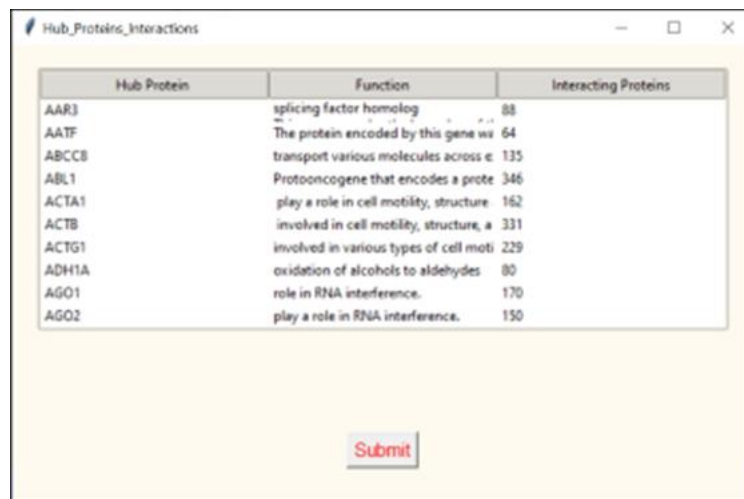 Hub_Proteins_Interactions
Hub Protein Function Interacting Proteins
AAR3 splicing factor homolog 88
AATF The protein encoded by this gene wa 64
ABCC8 transport various molecules across e 135
ABL1 Protooncogene that encodes a prote 346
ACTA1 play a role in cell motility, structure 162
ACTB involved in cell motility, structure, a 331
ACTG1 involved in various types of cell moti 229
ADH1A oxidation of alcohols to aldehydes 80
AGO1 role in RNA interference. 170
AGO2 play a role in RNA interference. 150
Submit